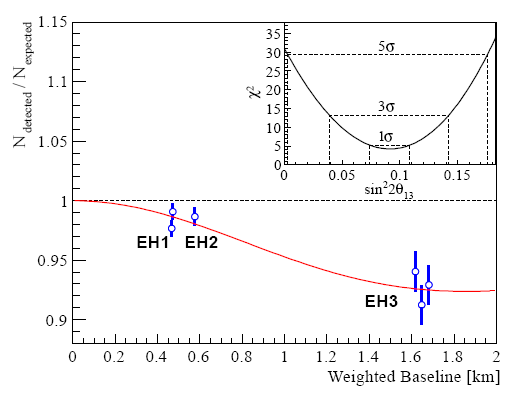 N detected / N expected
1.15
1.1
1.05
1
0.95
0.9
0 0.2 0.4 0.6 0.8 1 1.2 1.4 1.6 1.8 2
Weighted Baseline [km]
EH1 EH2
EH3
χ²
35
30
25
20
15
10
5
0
5σ
3σ
1σ
0 0.05 0.1 0.15
sin²2θ₁₃